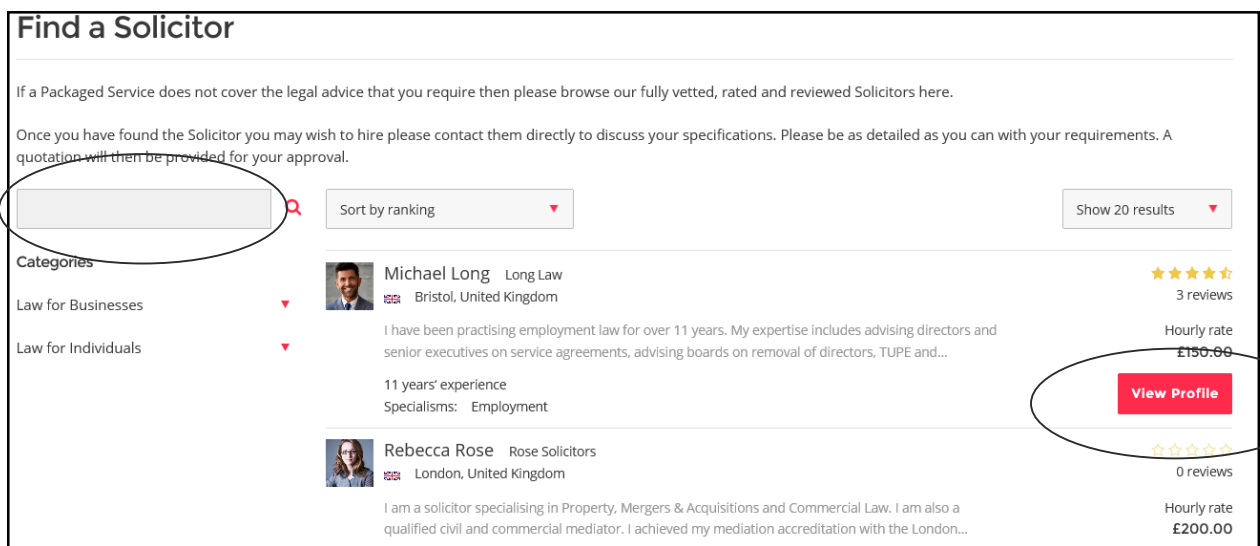 Find a Solicitor
If a Packaged Service does not cover the legal advice that you require then please browse our fully vetted, rated and reviewed Solicitors here.
Once you have found the Solicitor you may wish to hire please contact them directly to discuss your specifications. Please be as detailed as you can with your requirements. A
quotation will then be provided for your approval.
Sort by ranking
Show 20 results
Categories
Law for Businesses
Law for Individuals
Michael Long Long Law
Bristol, United Kingdom
3 reviews
I have been practising employment law for over 11 years. My expertise includes advising directors and
senior executives on service agreements, advising boards on removal of directors, TUPE and...
Hourly rate
£150.00
11 years' experience
Specialisms: Employment
View Profile
Rebecca Rose Rose Solicitors
London, United Kingdom
0 reviews
I am a solicitor specialising in Property, Mergers & Acquisitions and Commercial Law. I am also a
qualified civil and commercial mediator. I achieved my mediation accreditation with the London...
Hourly rate
£200.00